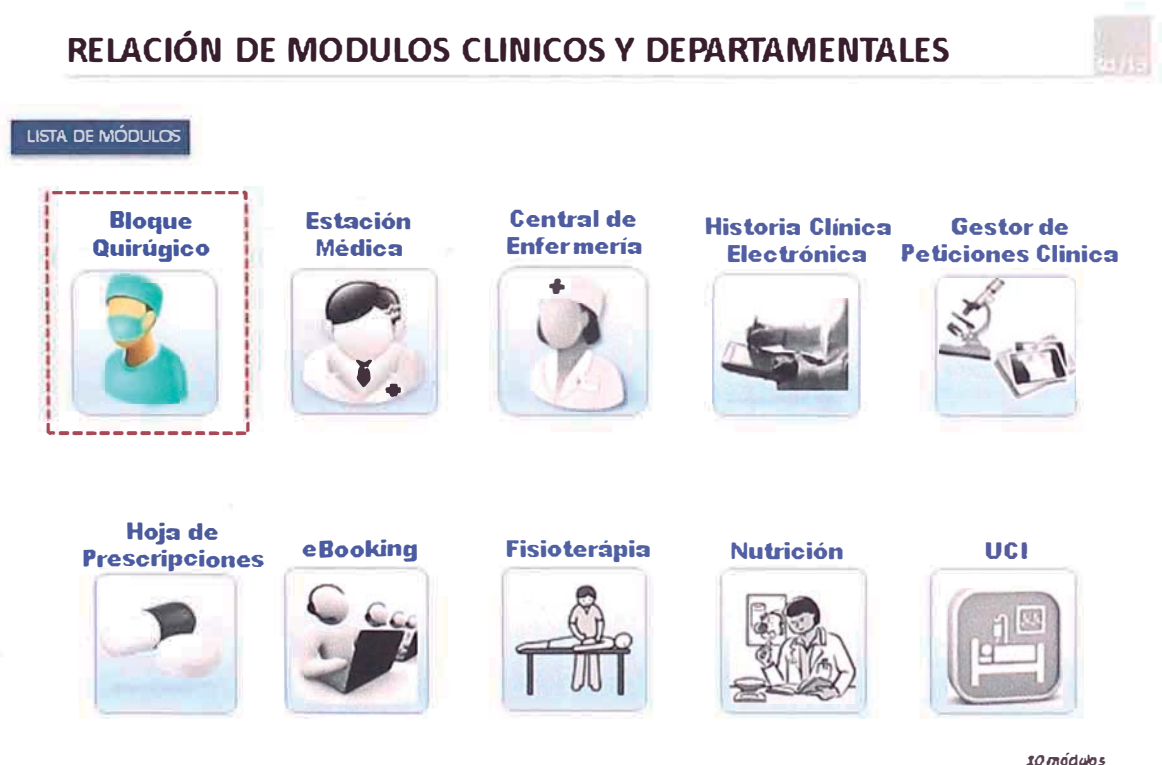 RELACIÓN DE MODULOS CLINICOS Y DEPARTAMENTALES
LISTA DE MÓDULOS
Bloque
Quirúgico
Estación
Médica
Central de
Enfermería
Historia Clínica
Electrónica
Gestor de
Peticiones Clinica
Hoja de
Prescripciones
eBooking
Fisioterápia
Nutrición
UCI
10 módulos